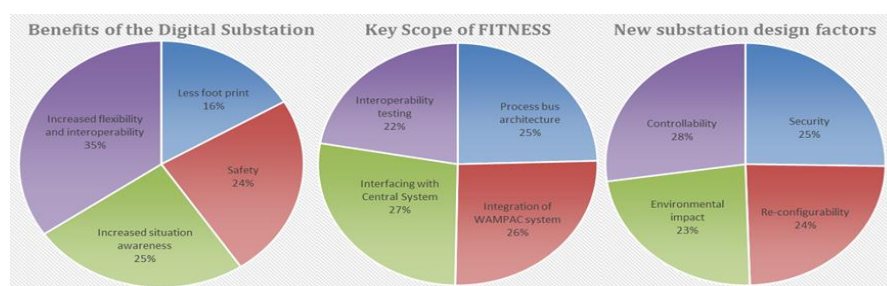 Benefits of the Digital Substation
Less foot print
16%
Safety
24%
Increased situation
awareness
25%
Increased flexibility
and interoperability
35%
Key Scope of FITNESS
Process bus
architecture
25%
Integration of
WAMPAC system
26%
Interfacing with
Central System
27%
Interoperability
testing
22%
New substation design factors
Security
25%
Re-configurability
24%
Environmental
impact
23%
Controllability
28%